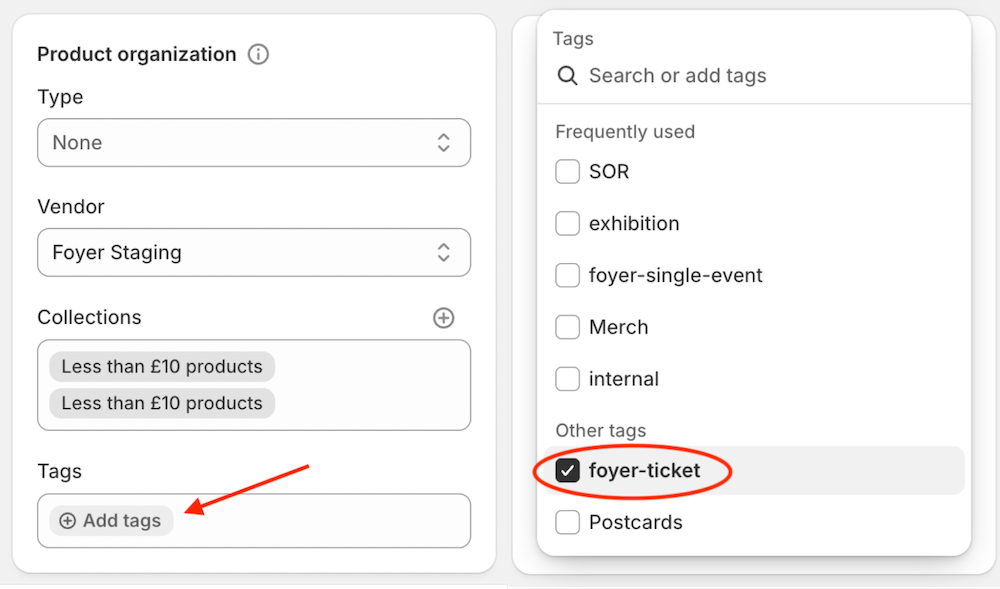 Product organization
Type
None
Vendor
Foyer Staging
Collections
Less than £10 products
Less than £10 products
Tags
Add tags
Tags
Search or add tags
Frequently used
SOR
exhibition
foyer-single-event
Merch
internal
Other tags
foyer-ticket
Postcards